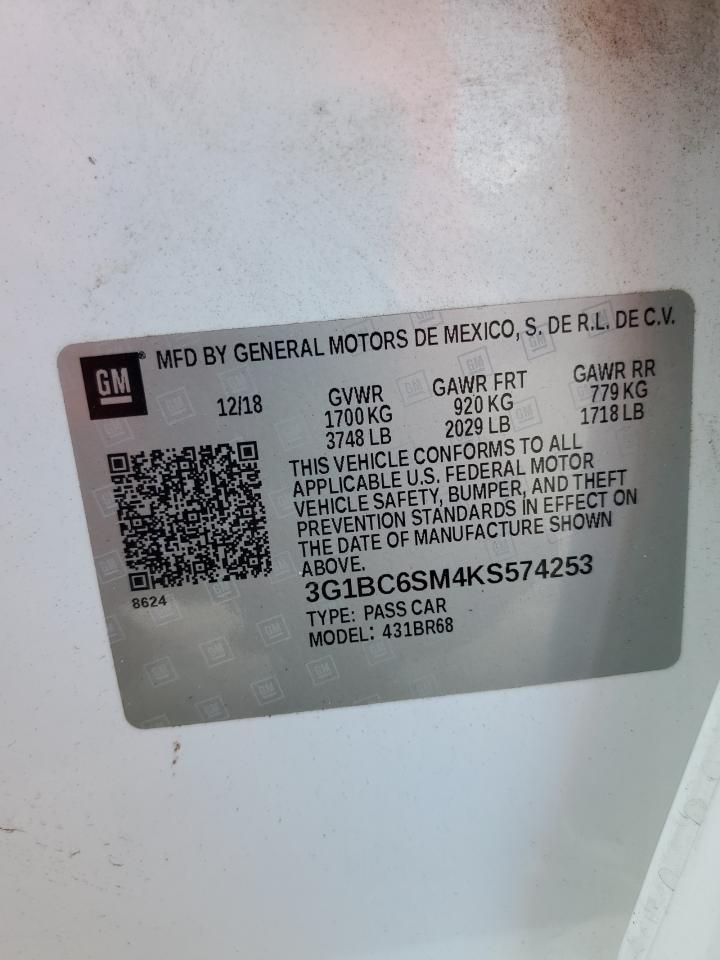 GM® MFD BY GENERAL MOTORS DE MEXICO, S. DE R.L. DE C.V.
12/18
GVWR
1700 KG
3748 LB
GAWR FRT
920 KG
2029 LB
GAWR RR
779 KG
1718 LB
THIS VEHICLE CONFORMS TO ALL
APPLICABLE U.S. FEDERAL MOTOR
VEHICLE SAFETY, BUMPER, AND THEFT
PREVENTION STANDARDS IN EFFECT ON
THE DATE OF MANUFACTURE SHOWN
ABOVE.
8624
3G1BC6SM4KS574253
TYPE: PASS CAR
MODEL: 431BR68